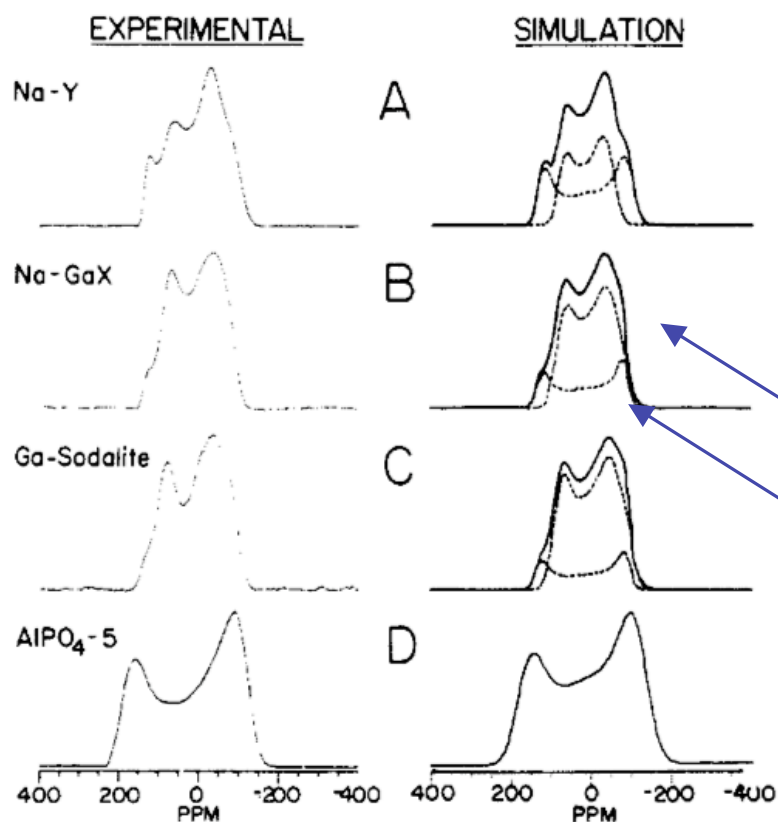 EXPERIMENTAL SIMULATION
Na-Y A
Na-GaX B
Ga-Sodalite C
AlPO4-5 D
400 200 0 -200 -400 400 200 0 -200 -400
PPM PPM